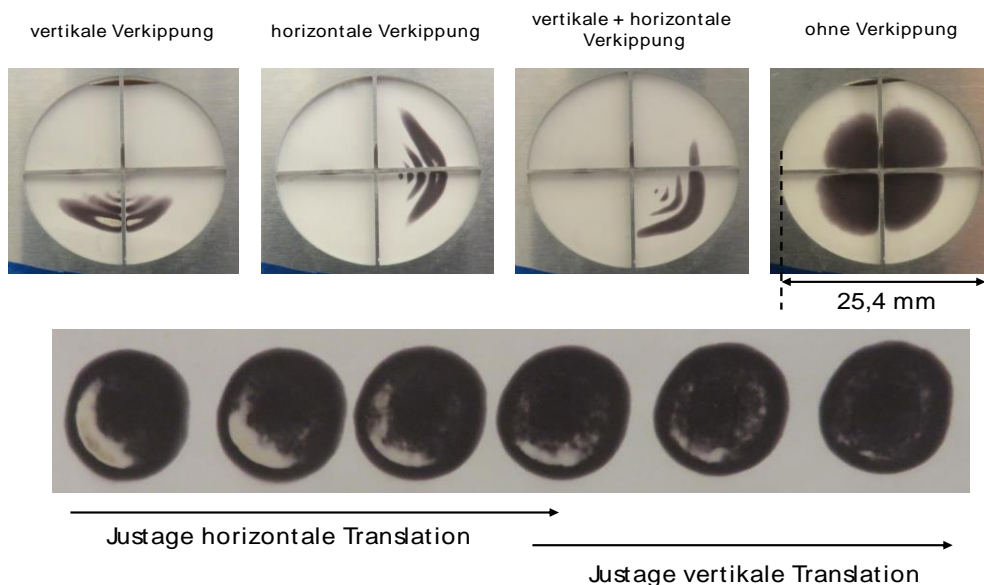 vertikale Verkippung
horizontale Verkippung
vertikale + horizontale
Verkippung
ohne Verkippung
25,4 mm
Justage horizontale Translation
Justage vertikale Translation